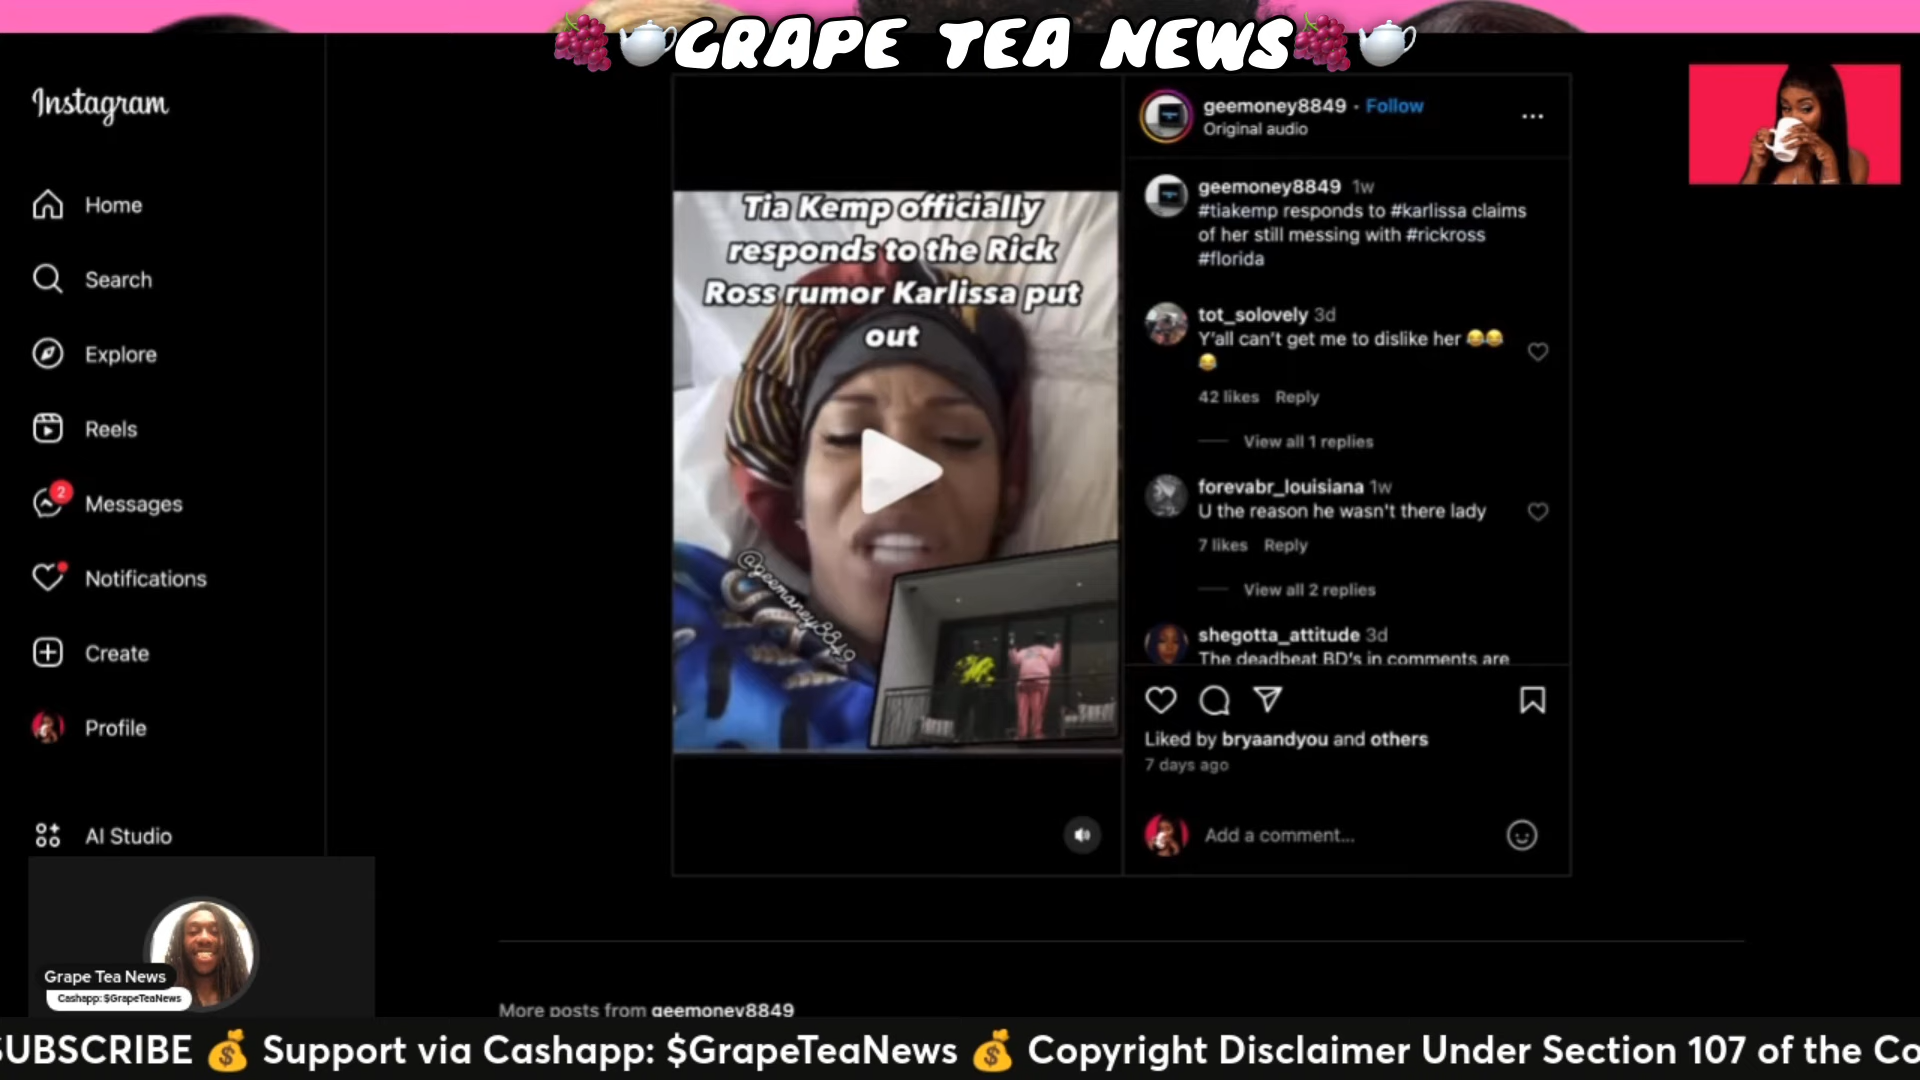 GRAPE TEA NEWS
Instagram
Home
Search
Explore
Reels
2
Messages
Notifications
Create
Profile
AI Studio
Tia Kemp officially
responds to the Rick
Ross rumor Karlissa put
out
@geemoney8849
geemoney8849 · Follow
Original audio
geemoney8849 1w
#tiakemp responds to #karlissa claims
of her still messing with #rickross
#florida
tot_solovely 3d
Y'all can't get me to dislike her 😂😂
😂
42 likes Reply
View all 1 replies
forevabr_louisiana 1w
U the reason he wasn't there lady
7 likes Reply
View all 2 replies
shegotta_attitude 3d
The deadbeat BD's in comments are
Liked by bryaandyou and others
7 days ago
Add a comment...
Grape Tea News
Cashapp: $GrapeTeaNews
More posts from geemoney8849
SUBSCRIBE 💰 Support via Cashapp: $GrapeTeaNews 💰 Copyright Disclaimer Under Section 107 of the Co